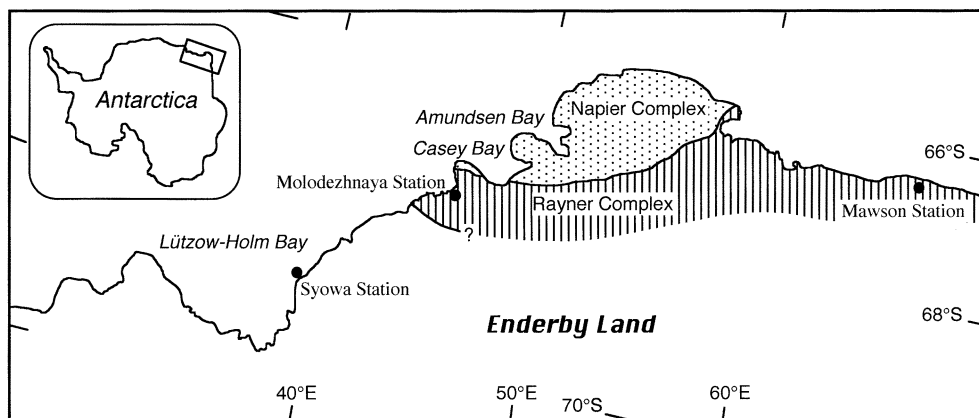 Antarctica
Amundsen Bay
Napier Complex
Casey Bay
66°S
Molodezhnaya Station
Rayner Complex
Mawson Station
?
Lützow-Holm Bay
Syowa Station
Enderby Land
68°S
40°E
50°E
60°E
70°S